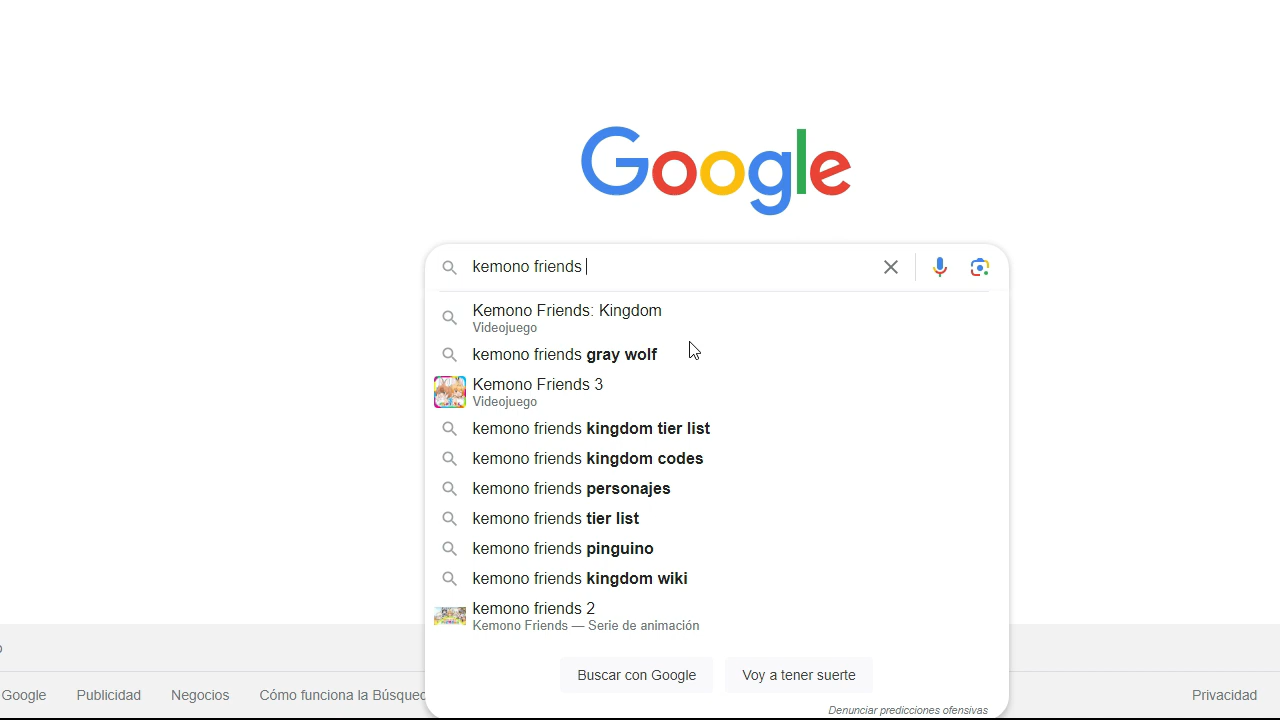 Google
kemono friends
Kemono Friends: Kingdom
Videojuego
kemono friends gray wolf
Kemono Friends 3
Videojuego
kemono friends kingdom tier list
kemono friends kingdom codes
kemono friends personajes
kemono friends tier list
kemono friends pinguino
kemono friends kingdom wiki
kemono friends 2
Kemono Friends — Serie de animación
Buscar con Google Voy a tener suerte
Google Publicidad Negocios Cómo funciona la Búsqued Privacidad
Denunciar predicciones ofensivas